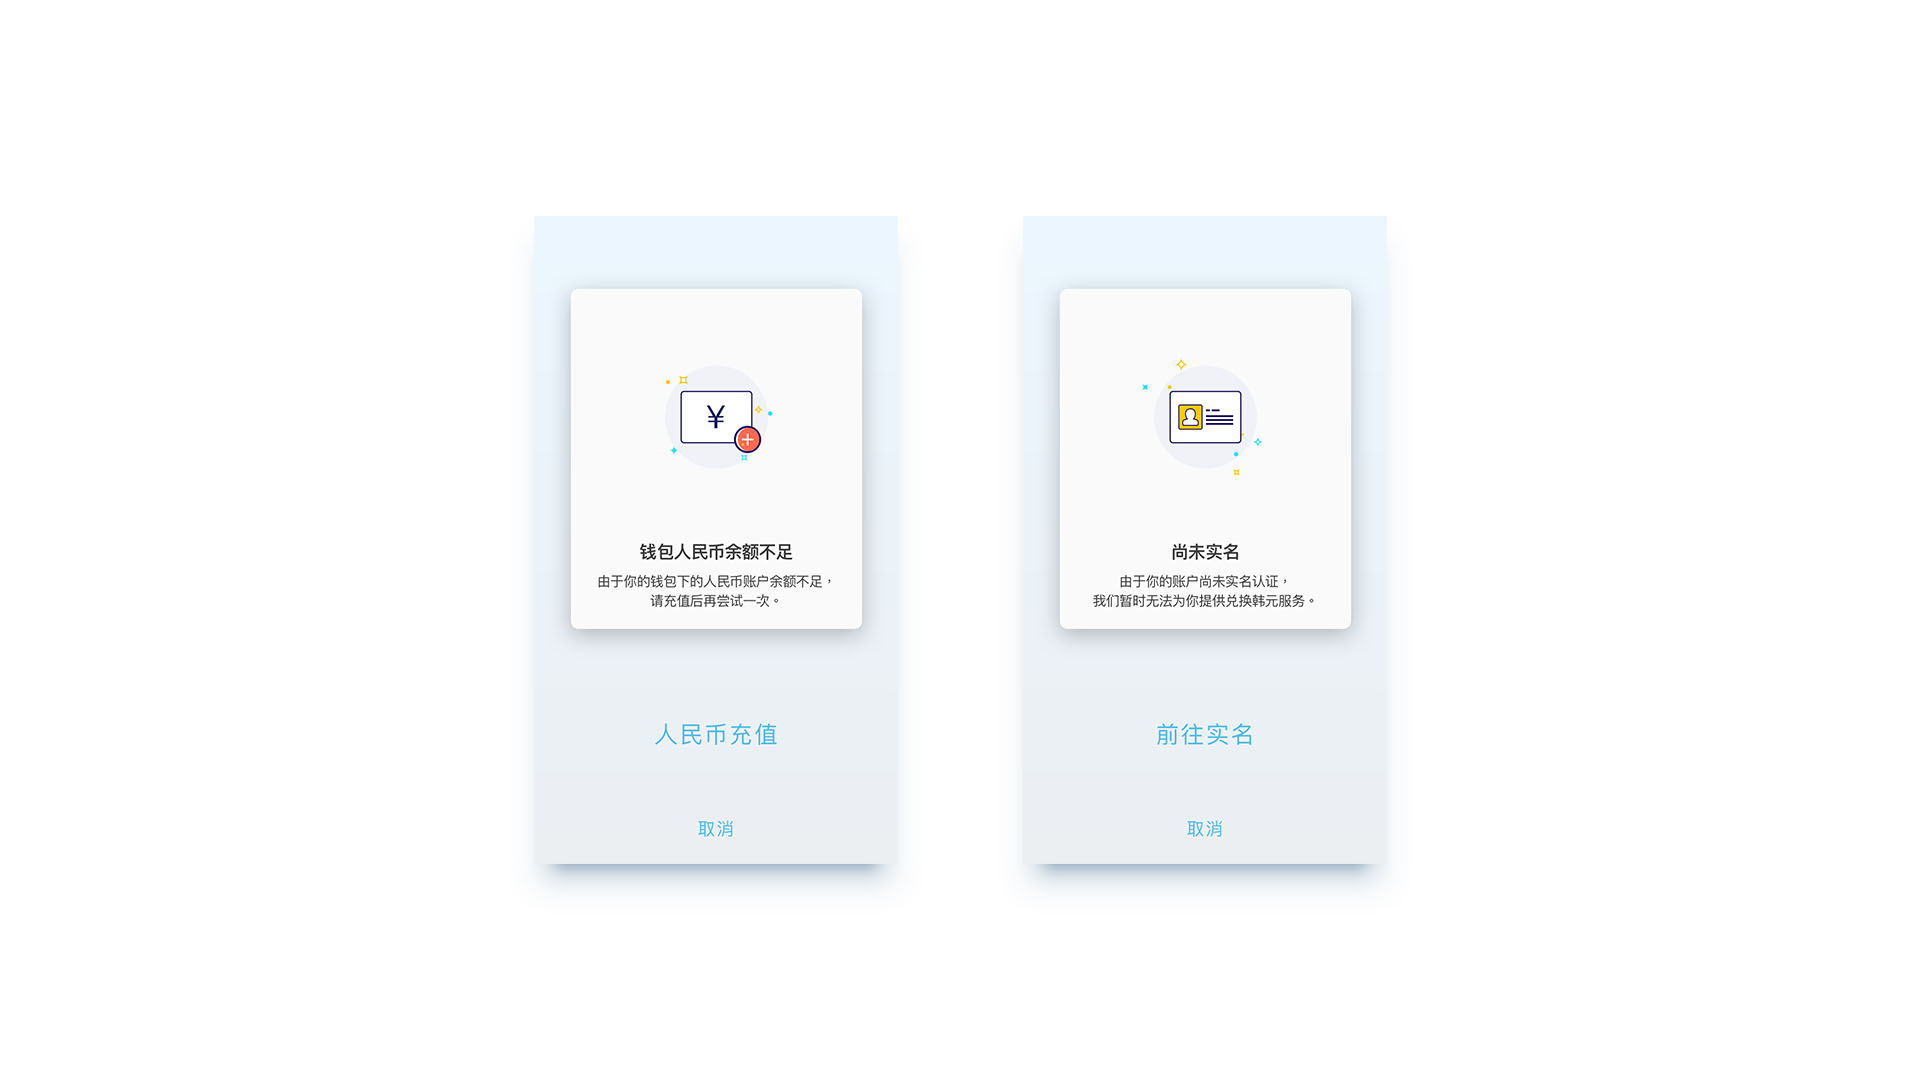 ¥
钱包人民币余额不足
由于你的钱包下的人民币账户余额不足，
请充值后再尝试一次。
人民币充值
取消
尚未实名
由于你的账户尚未实名认证，
我们暂时无法为你提供兑换韩元服务。
前往实名
取消